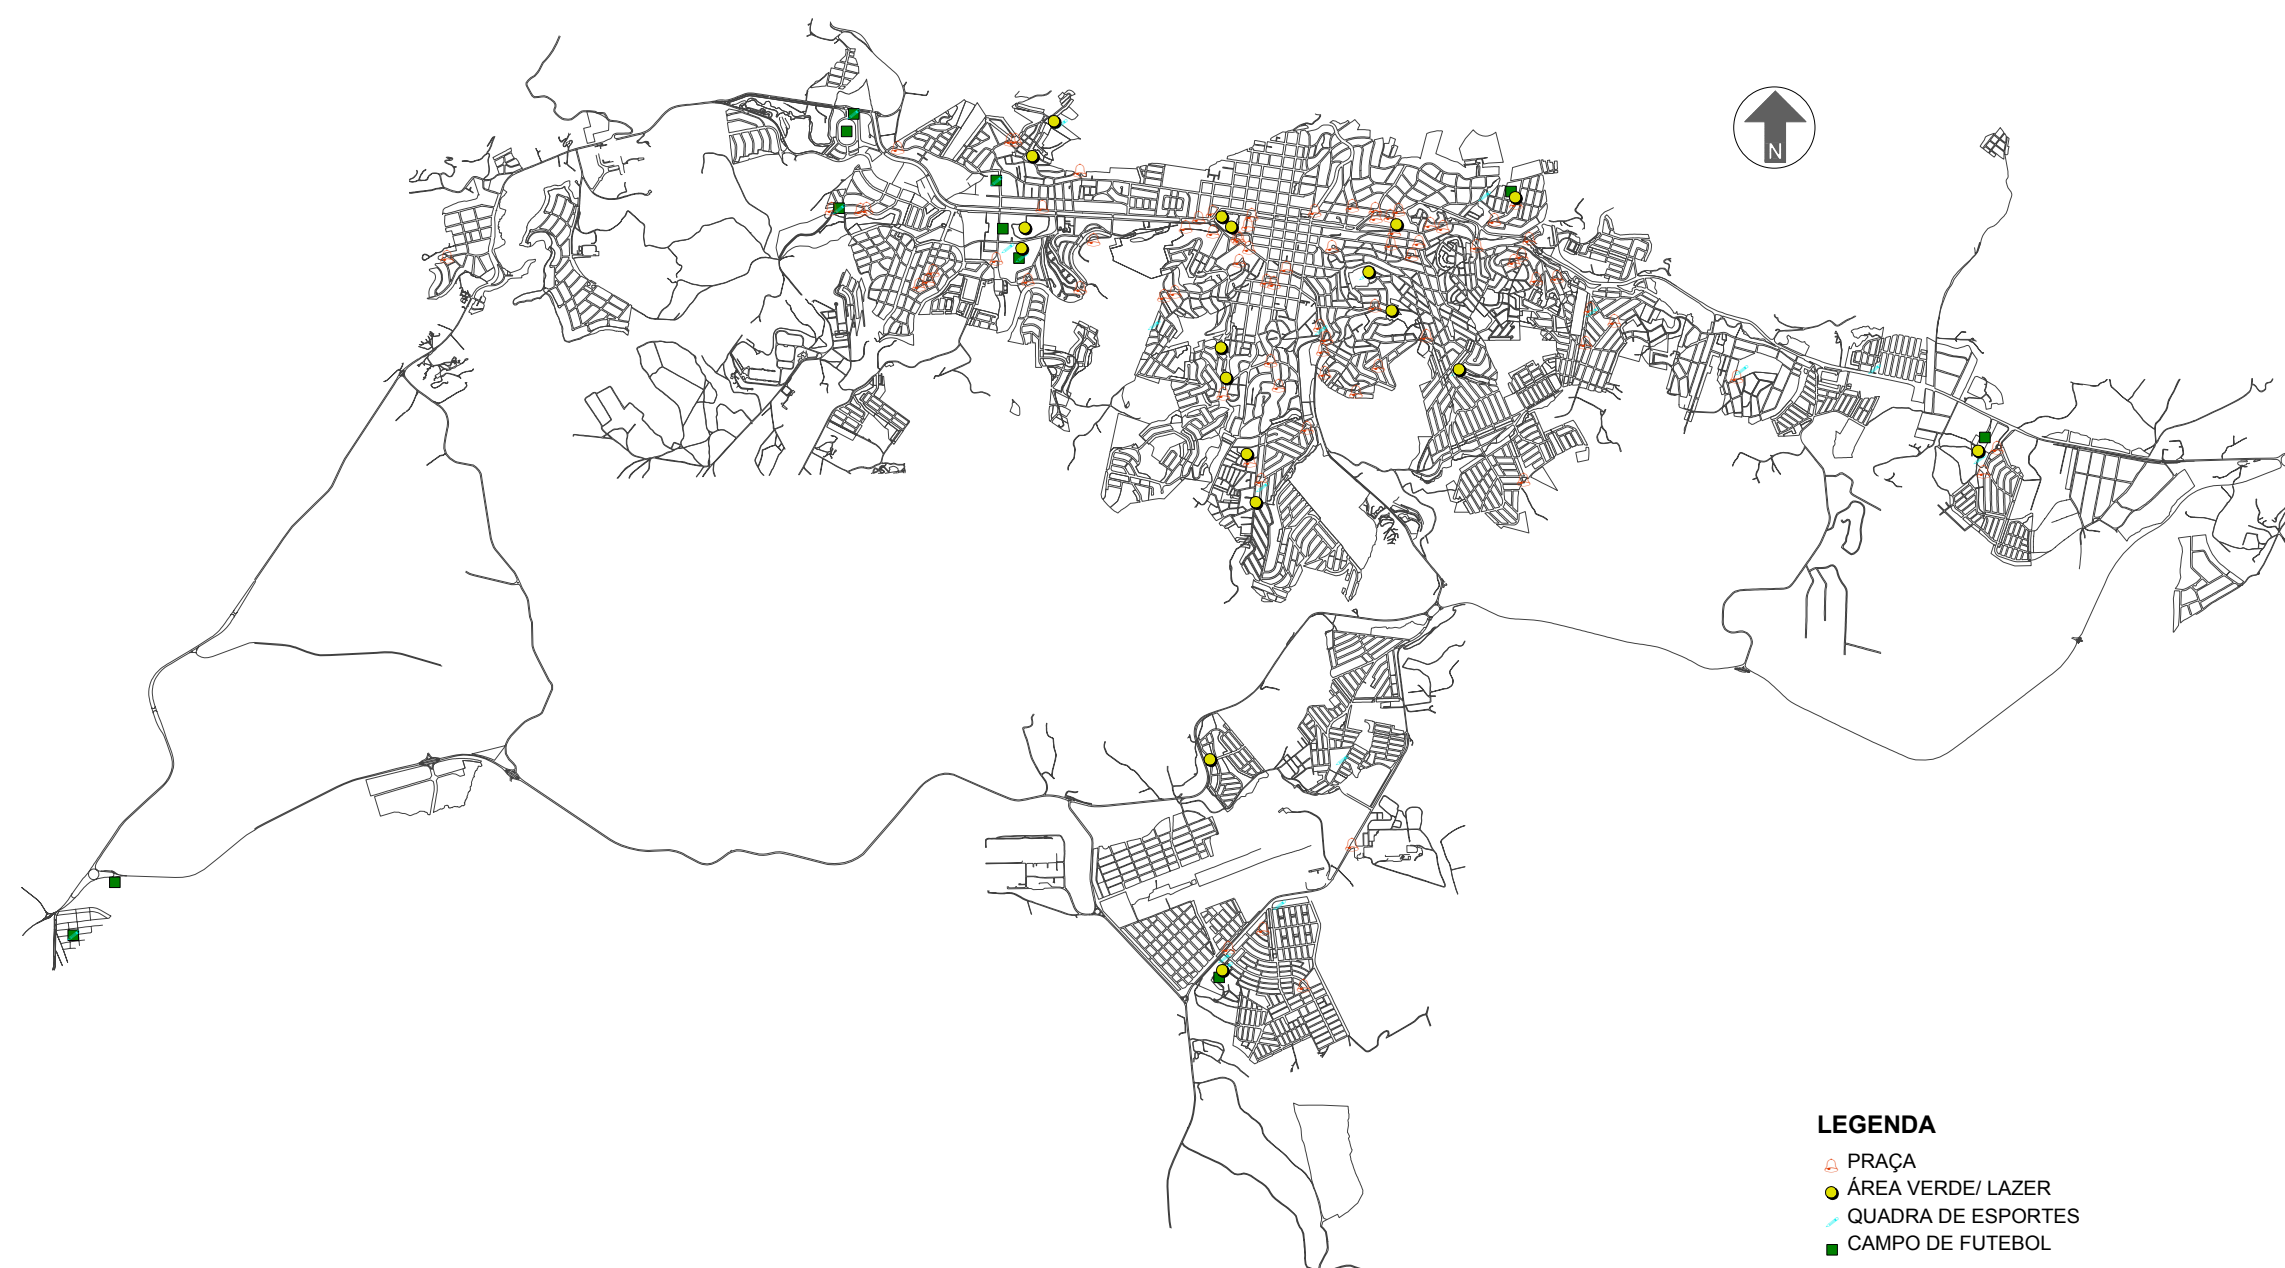 N
LEGENDA
PRAÇA
ÁREA VERDE/ LAZER
QUADRA DE ESPORTES
CAMPO DE FUTEBOL